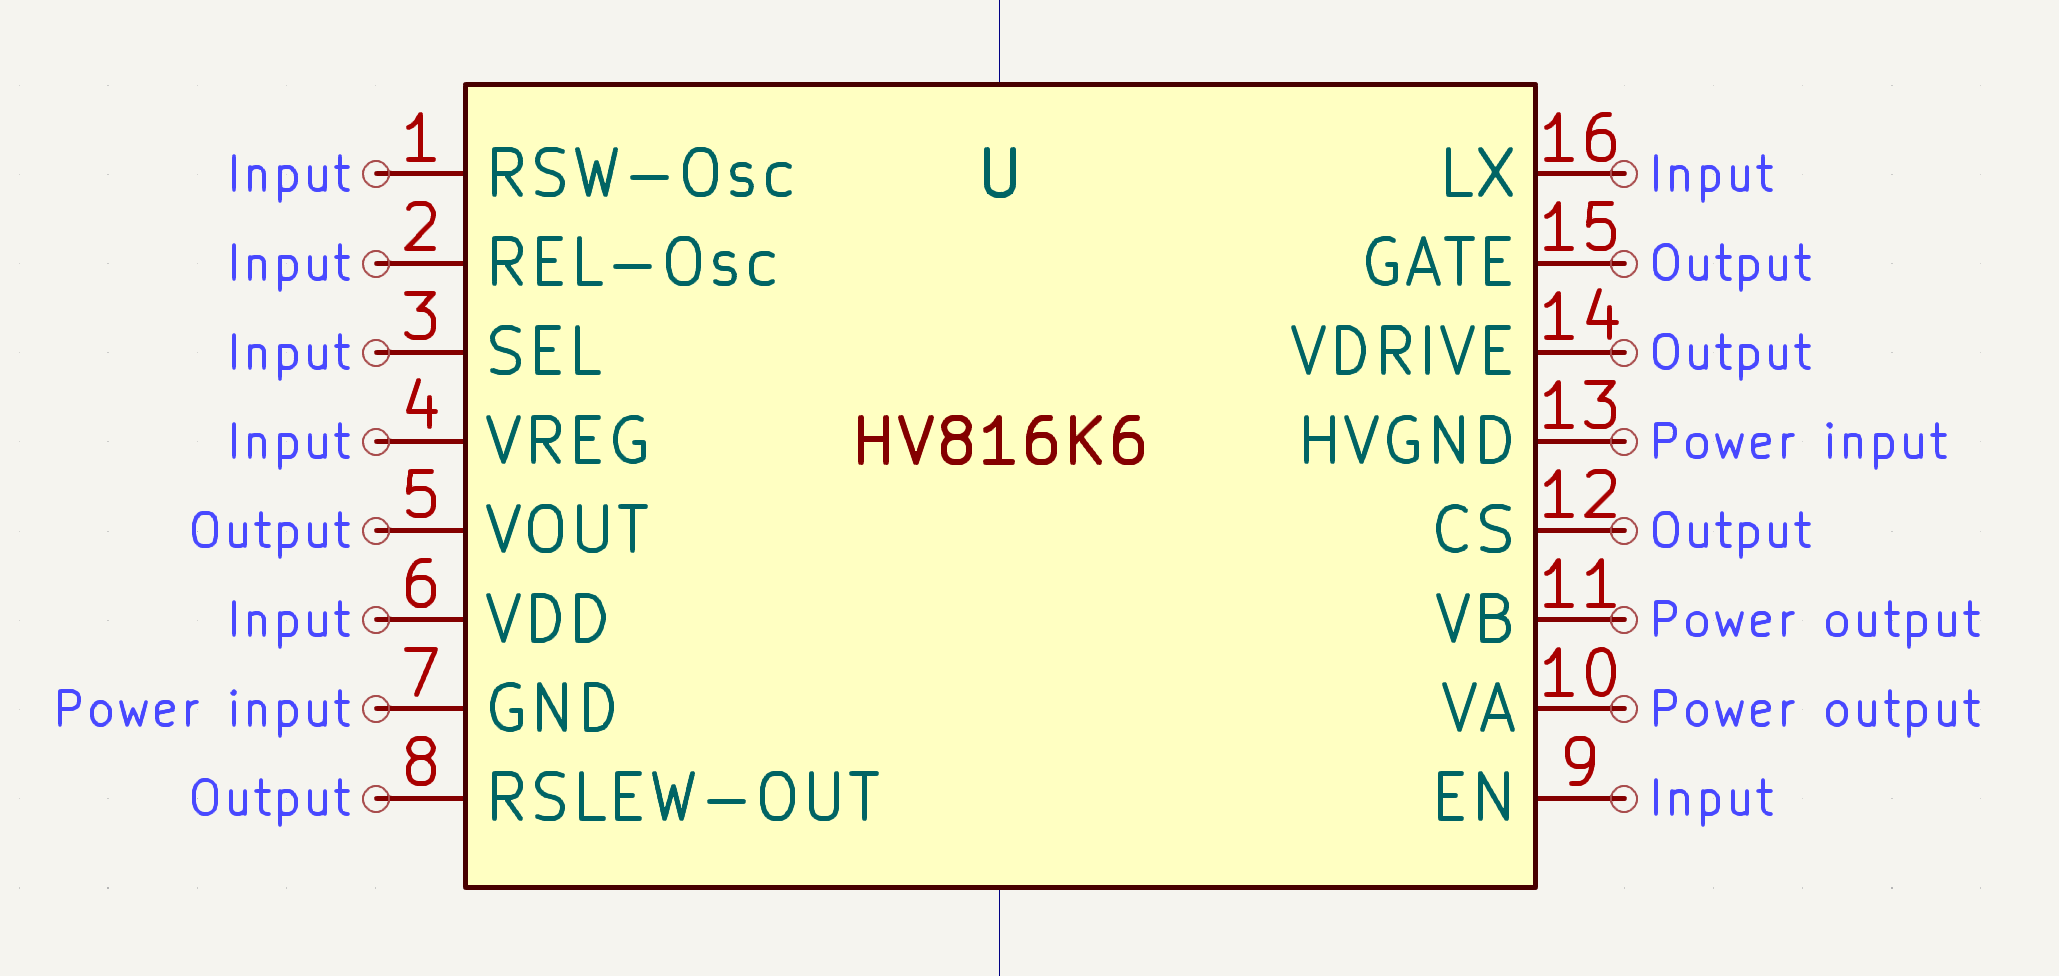 Input 1 RSW-Osc U LX 16 Input
Input 2 REL-Osc GATE 15 Output
Input 3 SEL VDRIVE 14 Output
Input 4 VREG HV816K6 HVGND 13 Power input
Output 5 VOUT CS 12 Output
Input 6 VDD VB 11 Power output
Power input 7 GND VA 10 Power output
Output 8 RSLEW-OUT EN 9 Input